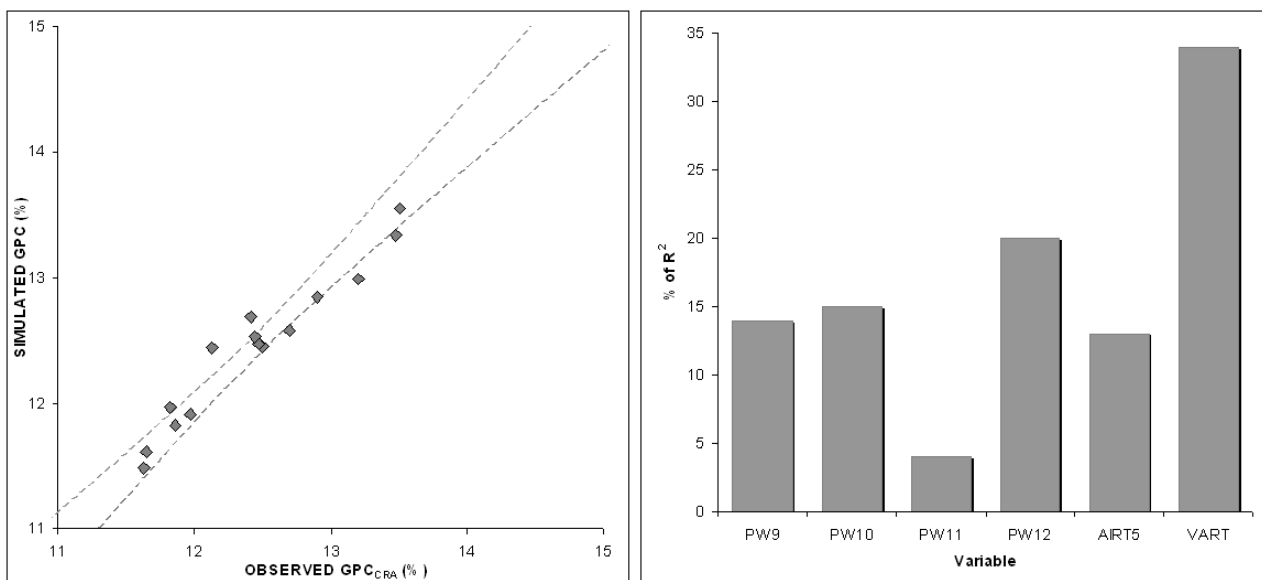 15
14
13
12
11
SIMULATED GPC (%)
11 12 13 14 15
OBSERVED GPC_CRA (%)
35
30
25
20
15
10
5
0
% of R²
PW9 PW10 PW11 PW12 AIRT5 VART
Variable